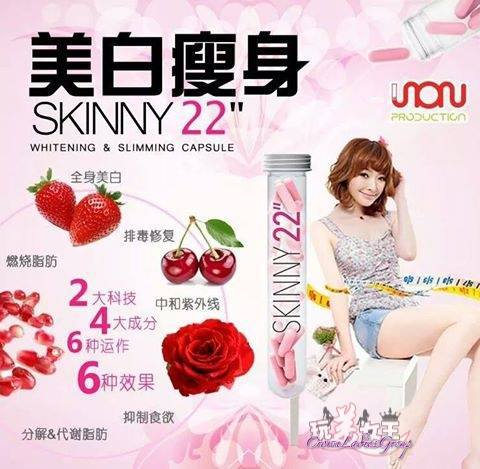 美白瘦身
SKINNY 22"
WHITENING & SLIMMING CAPSULE
PRODUCTION
全身美白
排毒修复
燃烧脂肪
2大科技
4大成分
6种运作
6种效果
中和紫外线
抑制食欲
分解&代谢脂肪
SKINNY 22"